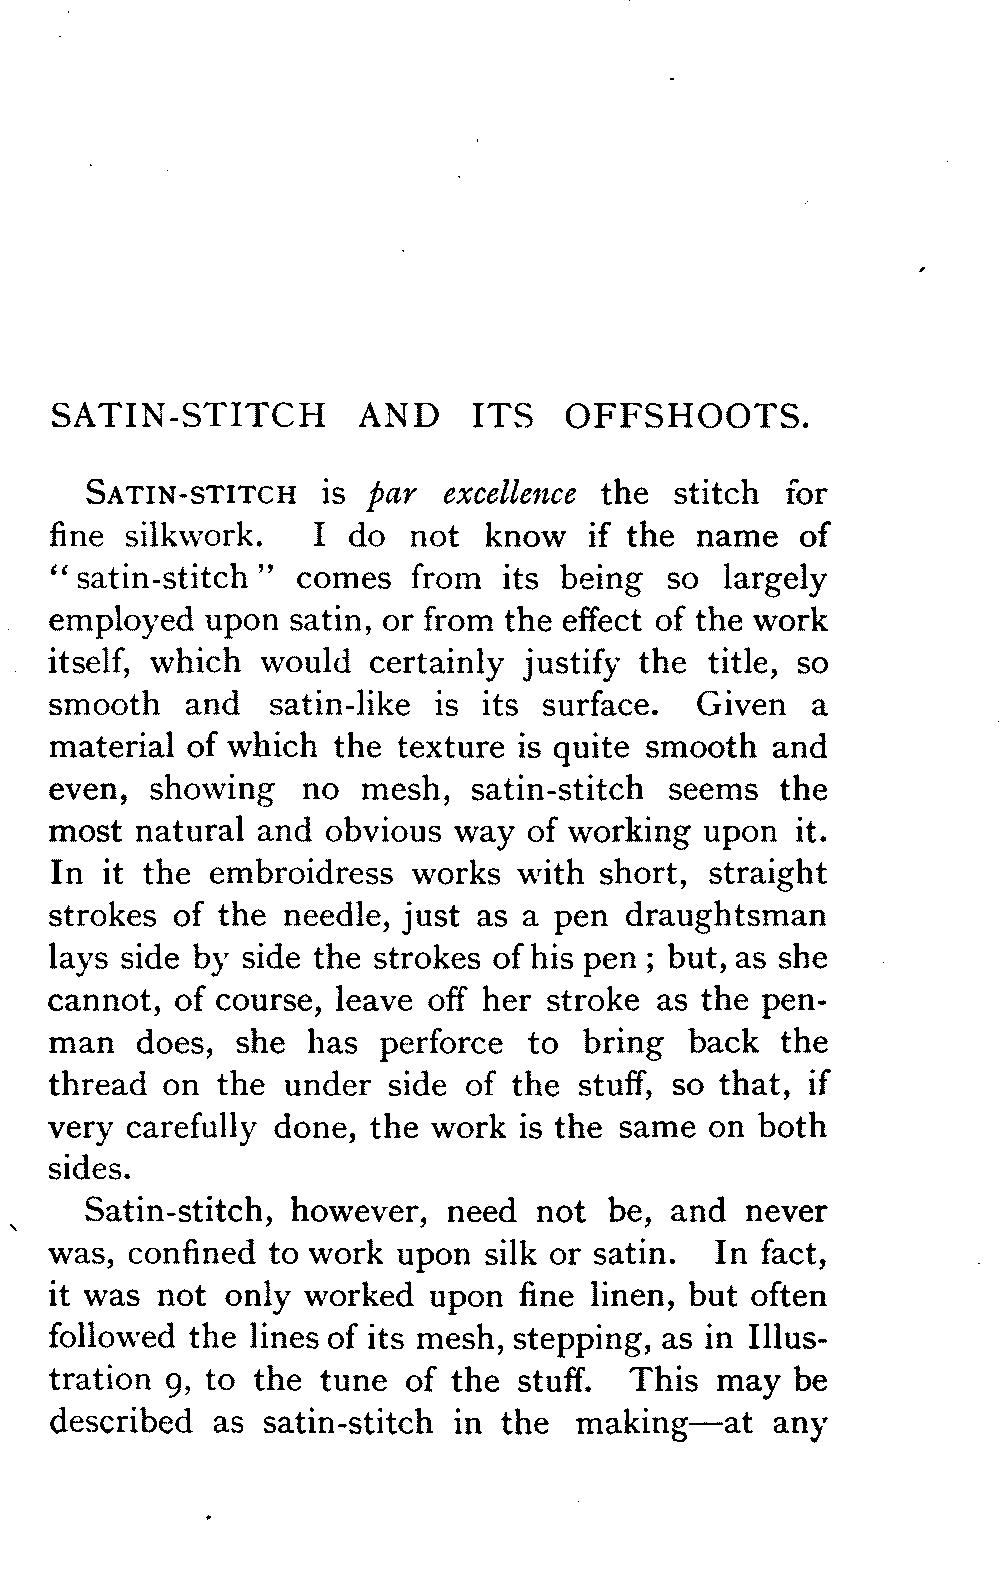 SATIN-STITCH AND ITS OFFSHOOTS.
SATIN-STITCH is par excellence the stitch for
fine silkwork. I do not know if the name of
“satin-stitch” comes from its being so largely
employed upon satin, or from the effect of the work
itself, which would certainly justify the title, so
smooth and satin-like is its surface. Given a
material of which the texture is quite smooth and
even, showing no mesh, satin-stitch seems the
most natural and obvious way of working upon it.
In it the embroidress works with short, straight
strokes of the needle, just as a pen draughtsman
lays side by side the strokes of his pen ; but, as she
cannot, of course, leave off her stroke as the pen-
man does, she has perforce to bring back the
thread on the under side of the stuff, so that, if
very carefully done, the work is the same on both
sides.
Satin-stitch, however, need not be, and never
was, confined to work upon silk or satin. In fact,
it was not only worked upon fine linen, but often
followed the lines of its mesh, stepping, as in Illus-
tration 9, to the tune of the stuff. This may be
described as satin-stitch in the making—at any